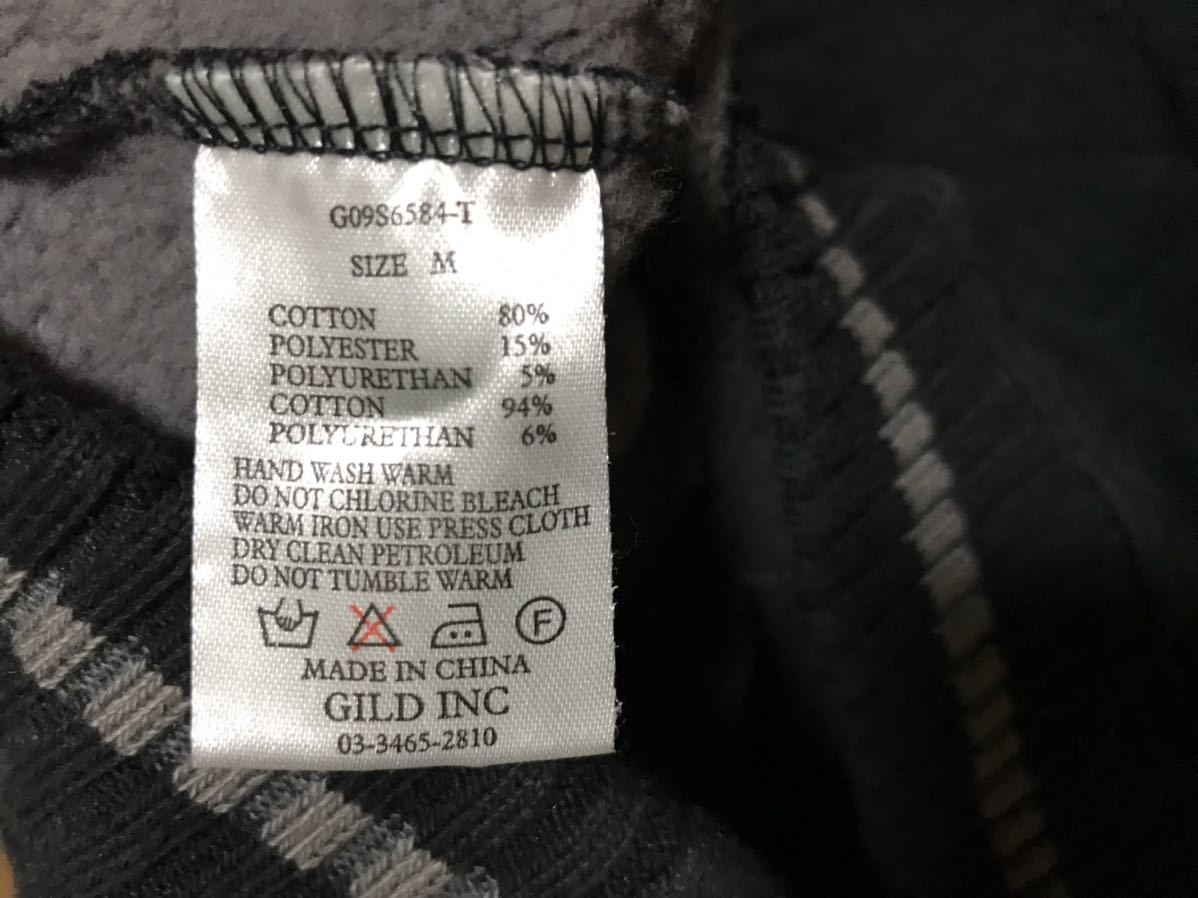 G09S6584-T
SIZE M
COTTON 80%
POLYESTER 15%
POLYURETHAN 5%
COTTON 94%
POLYURETHAN 6%
HAND WASH WARM
DO NOT CHLORINE BLEACH
WARM IRON USE PRESS CLOTH
DRY CLEAN PETROLEUM
DO NOT TUMBLE WARM
F
MADE IN CHINA
GILD INC
03-3465-2810